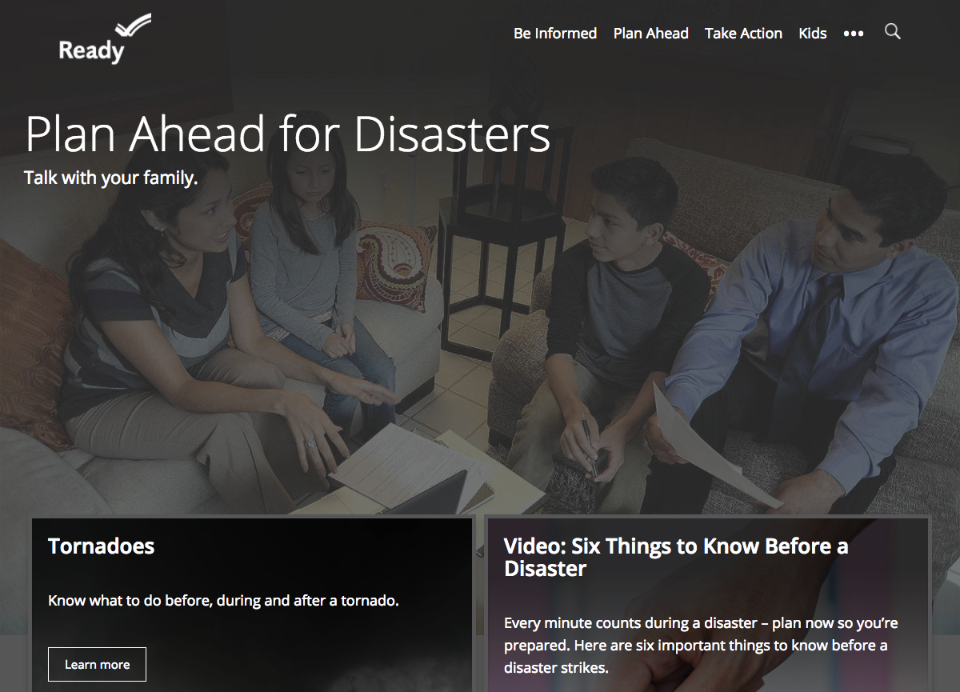 Ready
Be Informed Plan Ahead Take Action Kids •••
Plan Ahead for Disasters
Talk with your family.
Tornadoes
Know what to do before, during and after a tornado.
Learn more
Video: Six Things to Know Before a
Disaster
Every minute counts during a disaster – plan now so you're
prepared. Here are six important things to know before a
disaster strikes.